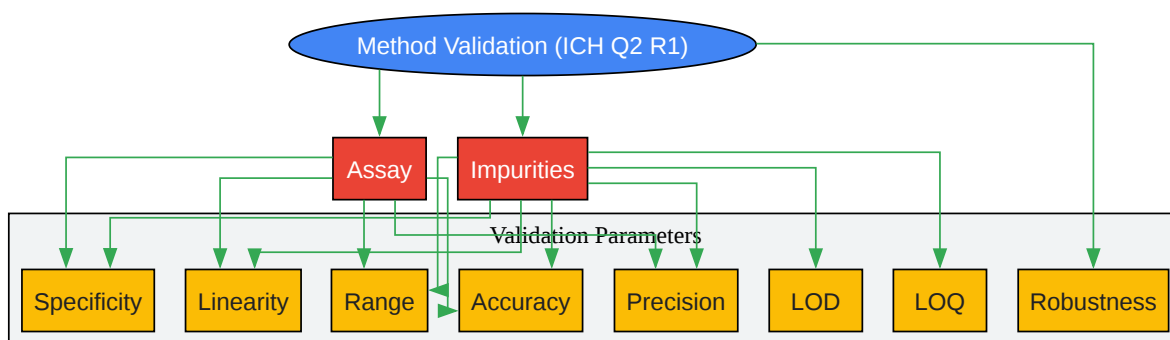 Method Validation (ICH Q2 R1)
Assay
Impurities
Validation Parameters
Specificity
Linearity
Range
Accuracy
Precision
LOD
LOQ
Robustness